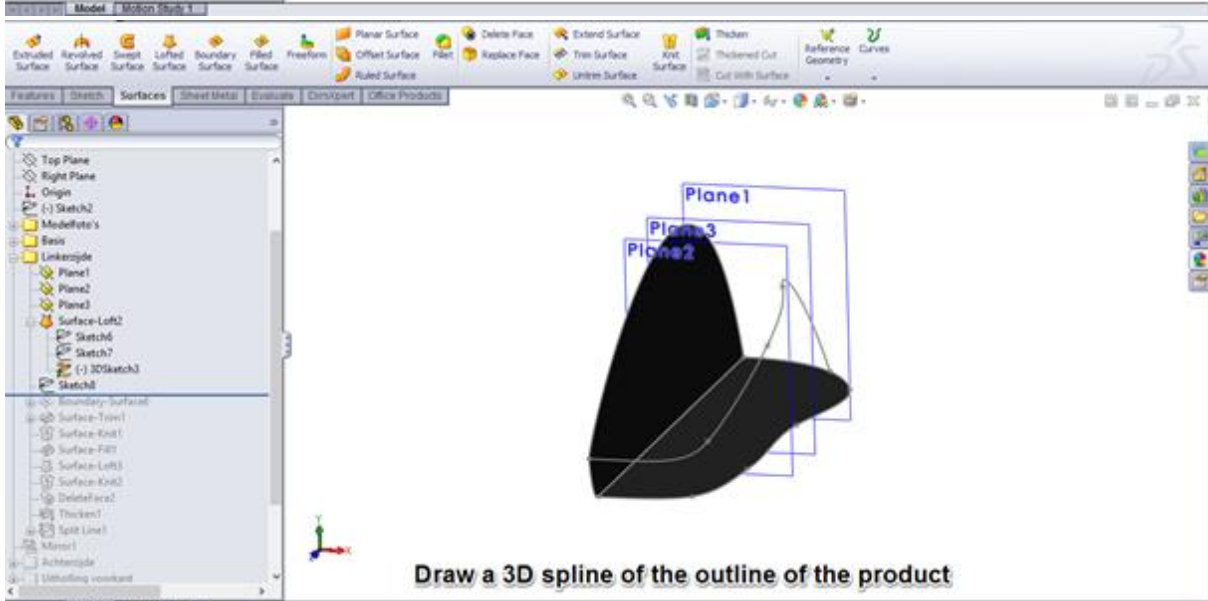 Model Motion Study 1
Extruded Surface
Revolved Surface
Swept Surface
Lofted Surface
Boundary Surface
Filled Surface
Freeform
Planar Surface
Offset Surface
Ruled Surface
Fillet
Delete Face
Replace Face
Extend Surface
Trim Surface
Untrim Surface
Knit Surface
Thicken
Thickened Cut
Cut With Surface
Reference Geometry
Curves
Features Sketch Surfaces Sheet Metal Evaluate DimXpert Office Products
Top Plane
Right Plane
Origin
(-) Sketch2
Modelfoto's
Basis
Linkerzijde
Plane1
Plane2
Plane3
Surface-Loft2
Sketch6
Sketch7
(-) 3DSketch3
Sketch8
Surface-Trim1
Surface-Knit1
Surface-Fill1
Surface-Loft3
Surface-Knit2
DeleteFace2
Thicken1
Split Line1
Mirror1
Achterzijde
Uitholling voorkant
Plane1
Plane3
Plane2
Y
X
Draw a 3D spline of the outline of the product